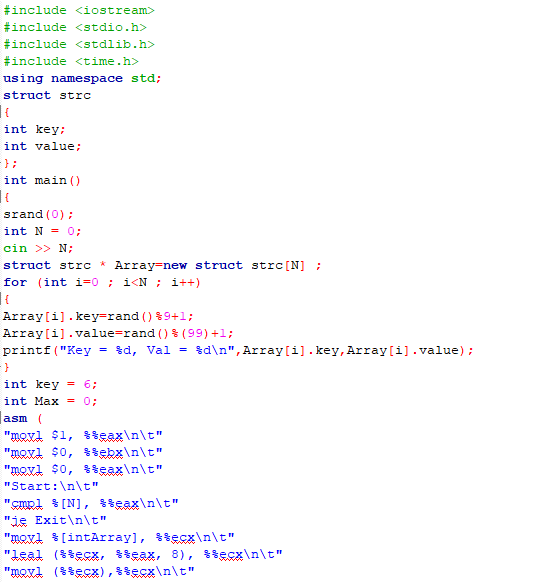 #include <iostream>
#include <stdio.h>
#include <stdlib.h>
#include <time.h>
using namespace std;
struct strc
{
int key;
int value;
};
int main()
{
srand(0);
int N = 0;
cin >> N;
struct strc * Array=new struct strc[N] ;
for (int i=0 ; i<N ; i++)
{
Array[i].key=rand()%9+1;
Array[i].value=rand()%(99)+1;
printf("Key = %d, Val = %d\n",Array[i].key,Array[i].value);
}
int key = 6;
int Max = 0;
asm (
"movl $1, %%eax\n\t"
"movl $0, %%ebx\n\t"
"movl $0, %%eax\n\t"
"Start:\n\t"
"cmpl %[N], %%eax\n\t"
"je Exit\n\t"
"movl %[intArray], %%ecx\n\t"
"leal (%%ecx, %%eax, 8), %%ecx\n\t"
"movl (%%ecx),%%ecx\n\t"